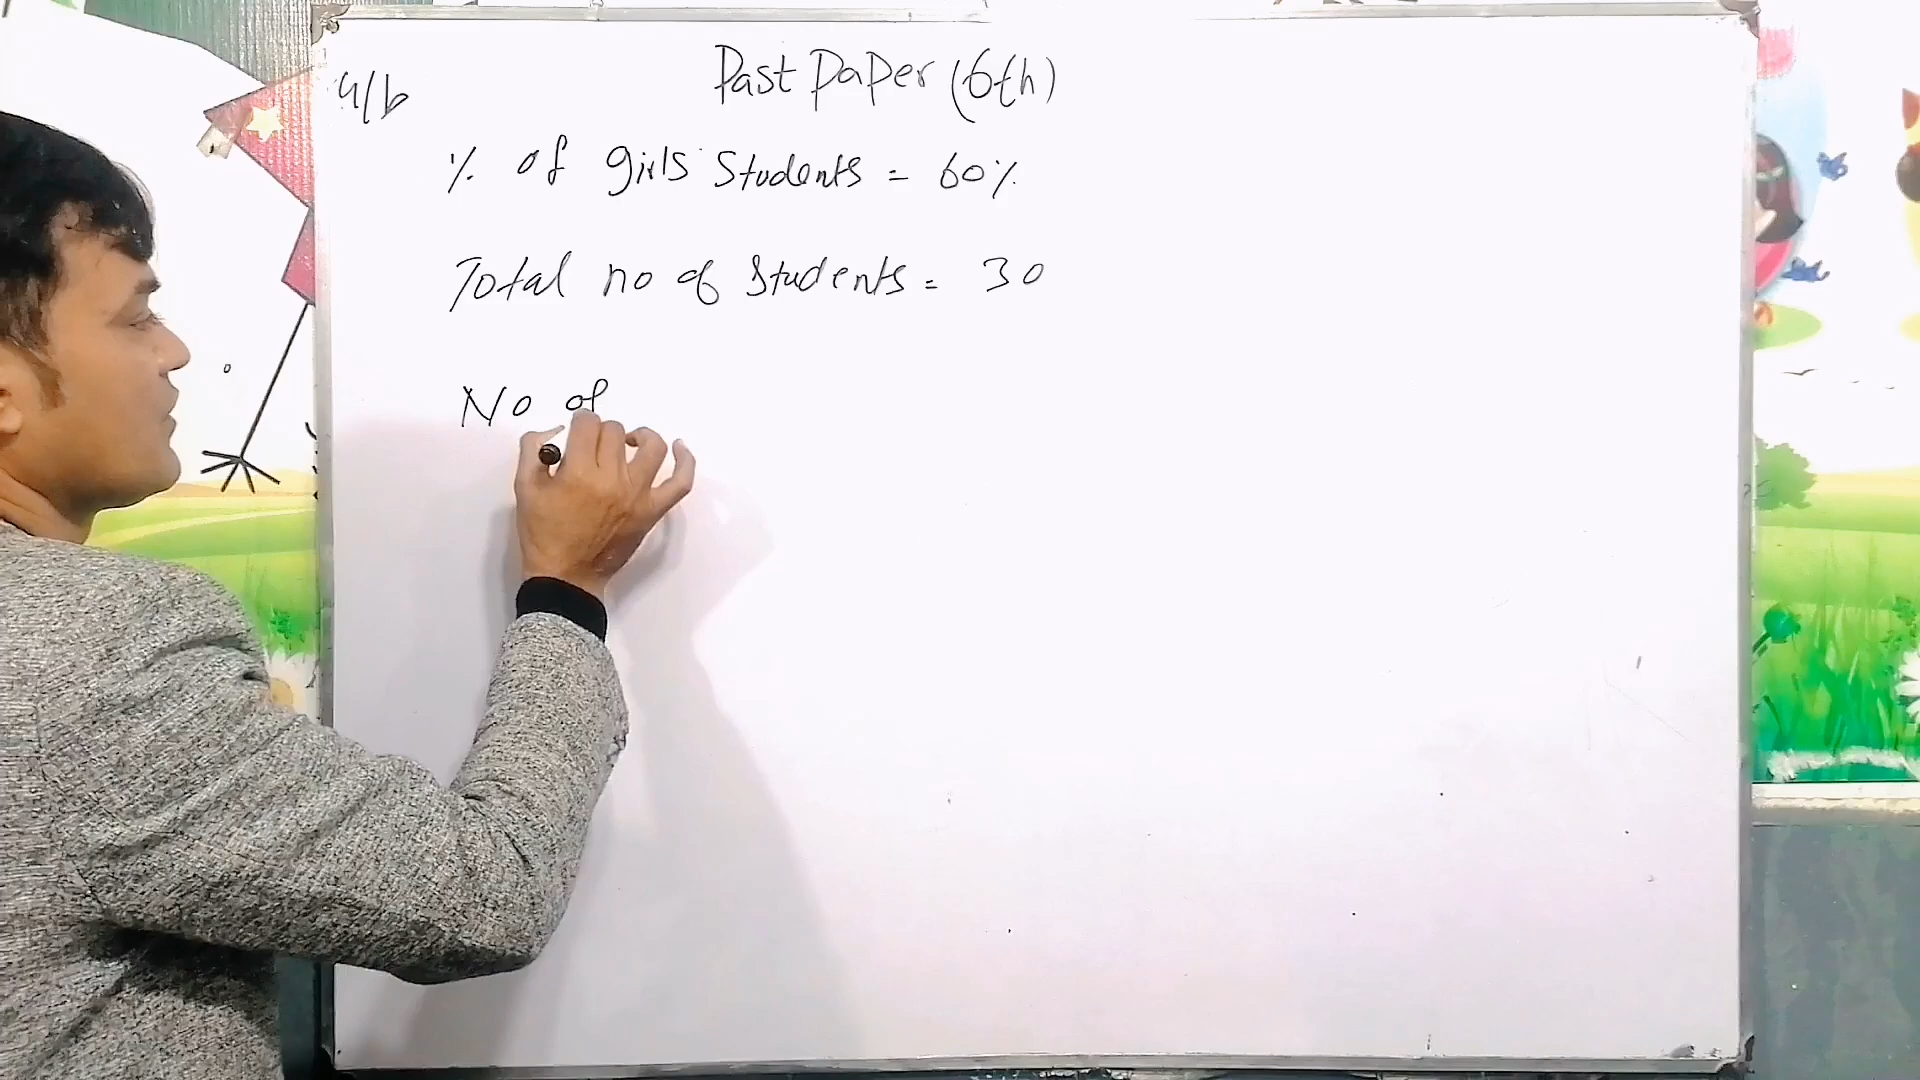 4/b
Past Paper (6th)
% of girls students = 60%
Total no of students = 30
No of